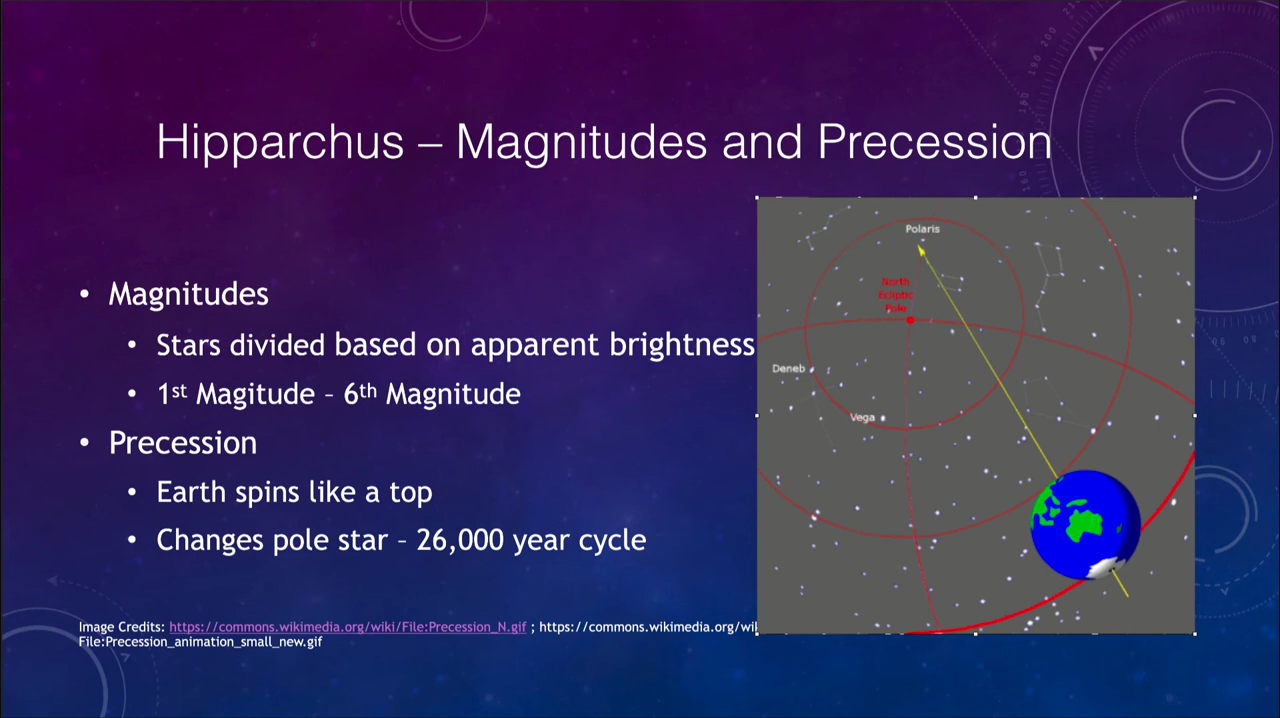 Hipparchus – Magnitudes and Precession
• Magnitudes
• Stars divided based on apparent brightness
• 1st Magitude – 6th Magnitude
• Precession
• Earth spins like a top
• Changes pole star – 26,000 year cycle
Image Credits: https://commons.wikimedia.org/wiki/File:Precession_N.gif ; https://commons.wikimedia.org/wi
File:Precession_animation_small_new.gif
Polaris
North
Ecliptic
Pole
Deneb
Vega